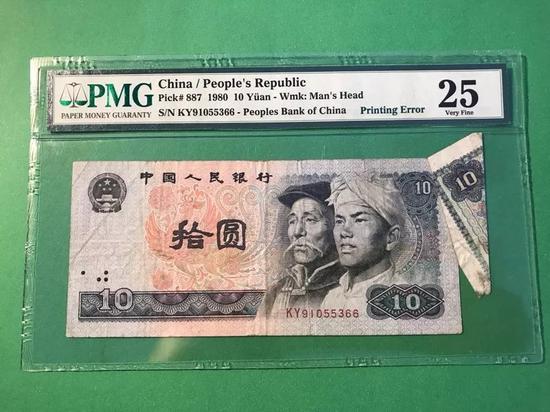 PMG
PAPER MONEY GUARANTY
China / People's Republic
Pick# 887 1980 10 Yüan - Wmk: Man's Head
S/N KY91055366 - Peoples Bank of China
Printing Error
25
Very Fine
中国人民银行
10
10
拾圆
10
10
KY91055366